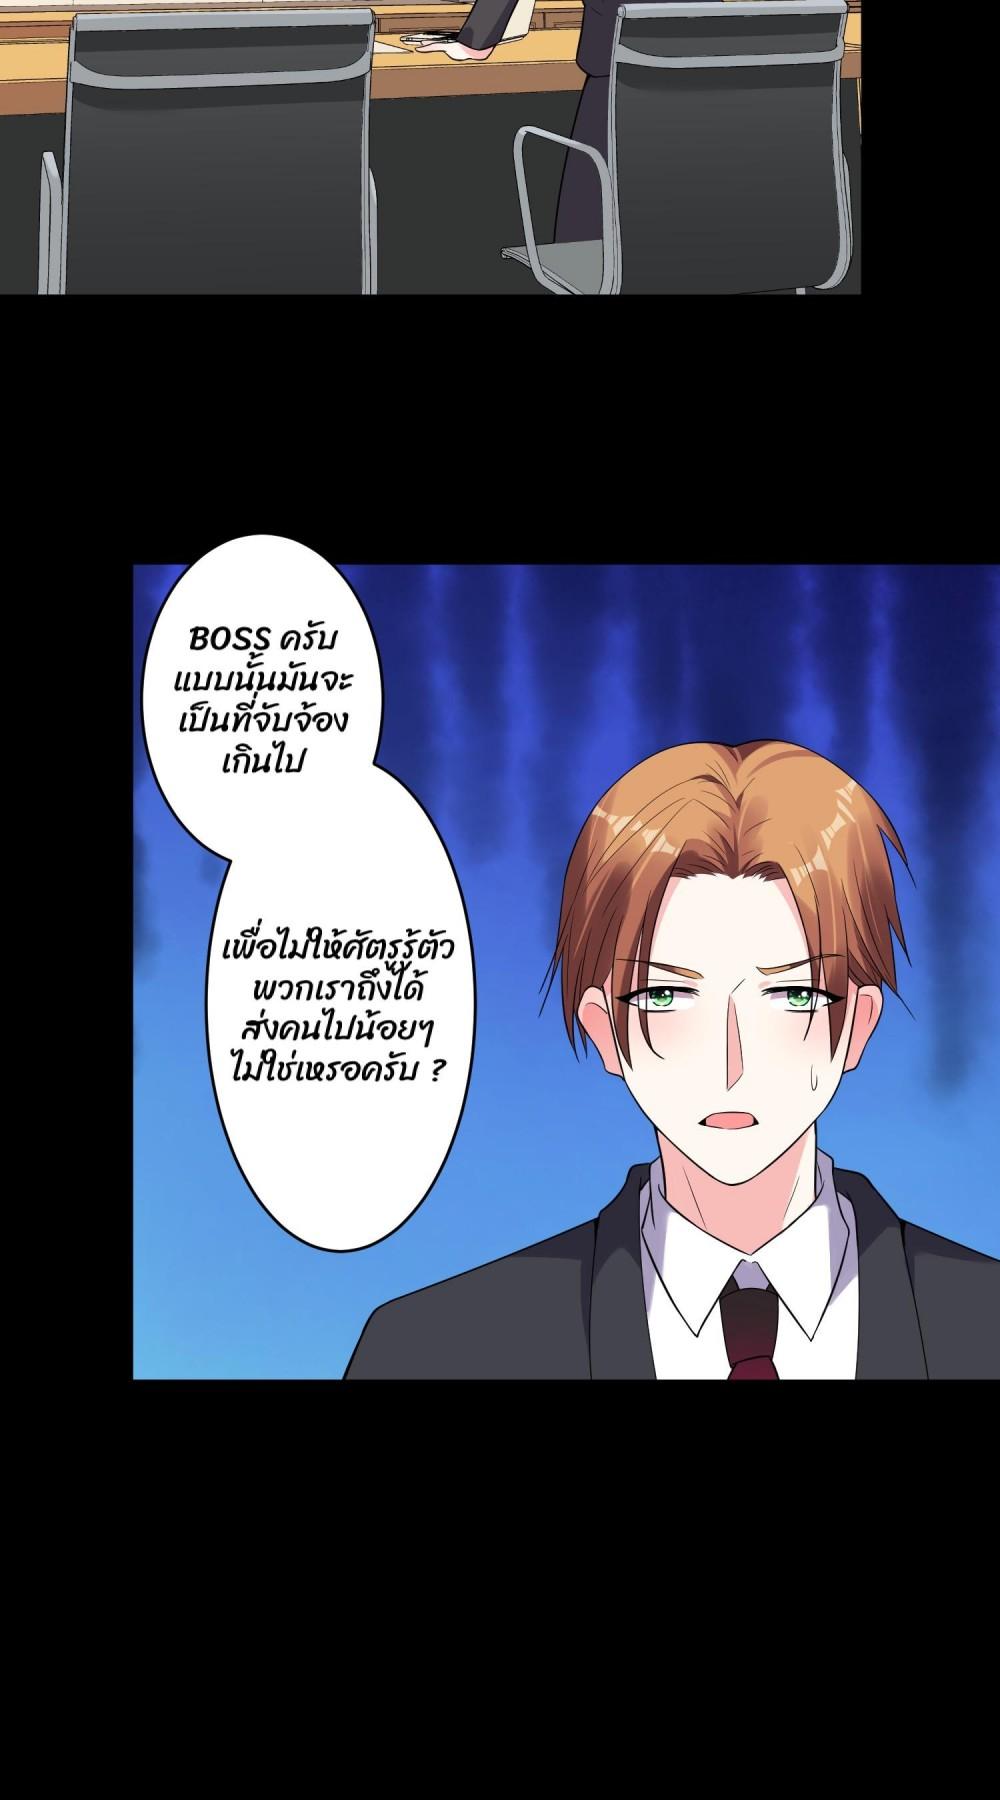 BOSS ครับ
แบบนั้นมันจะ
เป็นที่จับจ้อง
เกินไป
เพื่อไม่ให้ศัตรูรู้ตัว
พวกเราถึงได้
ส่งคนไปน้อยๆ
ไม่ใช่เหรอครับ ?